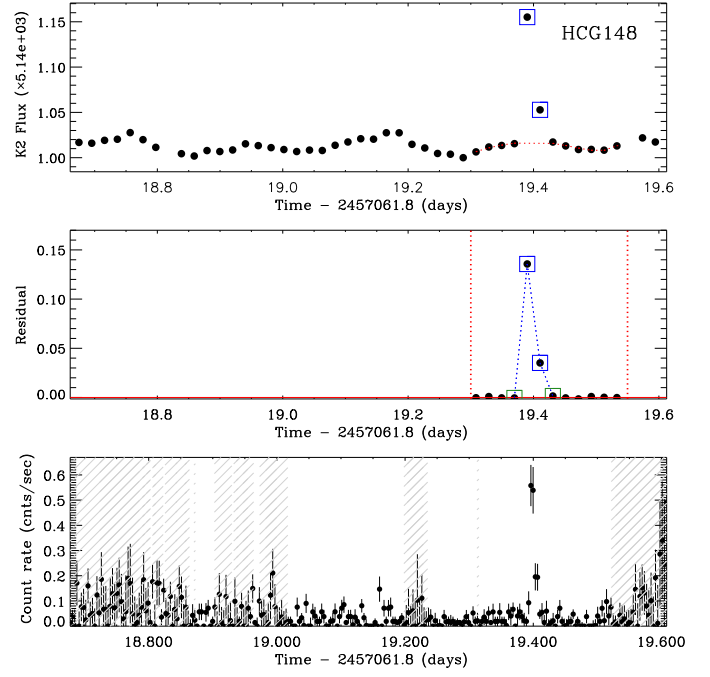 HCG148
K2 Flux (×5.14e+03)
1.15
1.10
1.05
1.00
18.8 19.0 19.2 19.4 19.6
Time − 2457061.8 (days)
Residual
0.15
0.10
0.05
0.00
18.8 19.0 19.2 19.4 19.6
Time − 2457061.8 (days)
Count rate (cnts/sec)
0.6
0.5
0.4
0.3
0.2
0.1
0.0
18.800 19.000 19.200 19.400 19.600
Time − 2457061.8 (days)